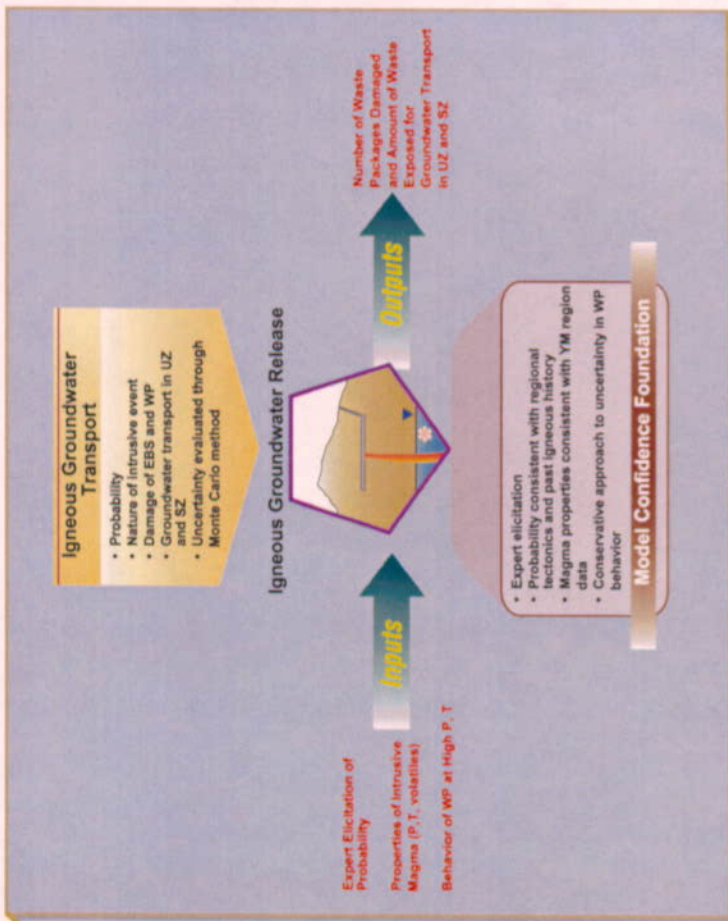 Igneous Groundwater
Transport
• Probability
• Nature of intrusive event
• Damage of EBS and WP
• Groundwater transport in UZ
and SZ
• Uncertainty evaluated through
Monte Carlo method
Igneous Groundwater Release
Expert Elicitation of
Probability
Properties of Intrusive
Magma (P,T, volatiles)
Behavior of WP at High P, T
Inputs
Outputs
Number of Waste
Packages Damaged
and Amount of Waste
Exposed for
Groundwater Transport
in UZ and SZ
• Expert elicitation
• Probability consistent with regional
tectonics and past igneous history
• Magma properties consistent with YM region
data
• Conservative approach to uncertainty in WP
behavior
Model Confidence Foundation